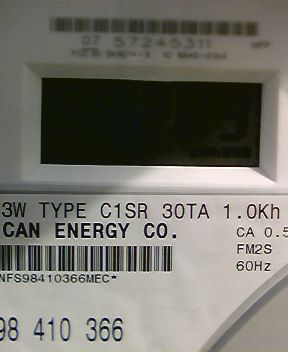 07 57245311
3W TYPE C1SR 30TA 1.0Kh
CAN ENERGY CO.
CA 0.5
FM2S
60Hz
NFS98410366MEC*
98 410 366